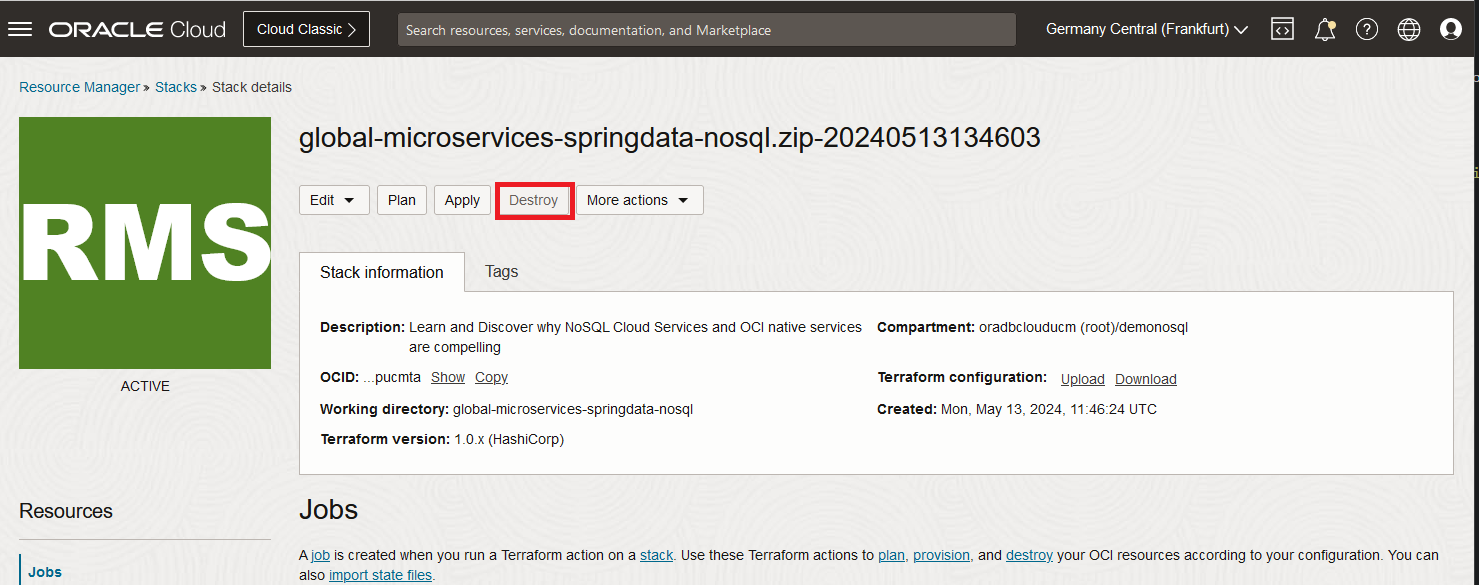 ORACLE Cloud
Cloud Classic
Search resources, services, documentation, and Marketplace
Germany Central (Frankfurt)
Resource Manager » Stacks » Stack details
RMS
ACTIVE
global-microservices-springdata-nosql.zip-20240513134603
Edit
Plan
Apply
Destroy
More actions
Stack information
Tags
Description: Learn and Discover why NoSQL Cloud Services and OCI native services
are compelling
OCID: ...pucmta Show Copy
Working directory: global-microservices-springdata-nosql
Terraform version: 1.0.x (HashiCorp)
Compartment: oradbclouducm (root)/demonosql
Terraform configuration: Upload Download
Created: Mon, May 13, 2024, 11:46:24 UTC
Resources
Jobs
Jobs
A job is created when you run a Terraform action on a stack. Use these Terraform actions to plan, provision, and destroy your OCI resources according to your configuration. You can
also import state files.